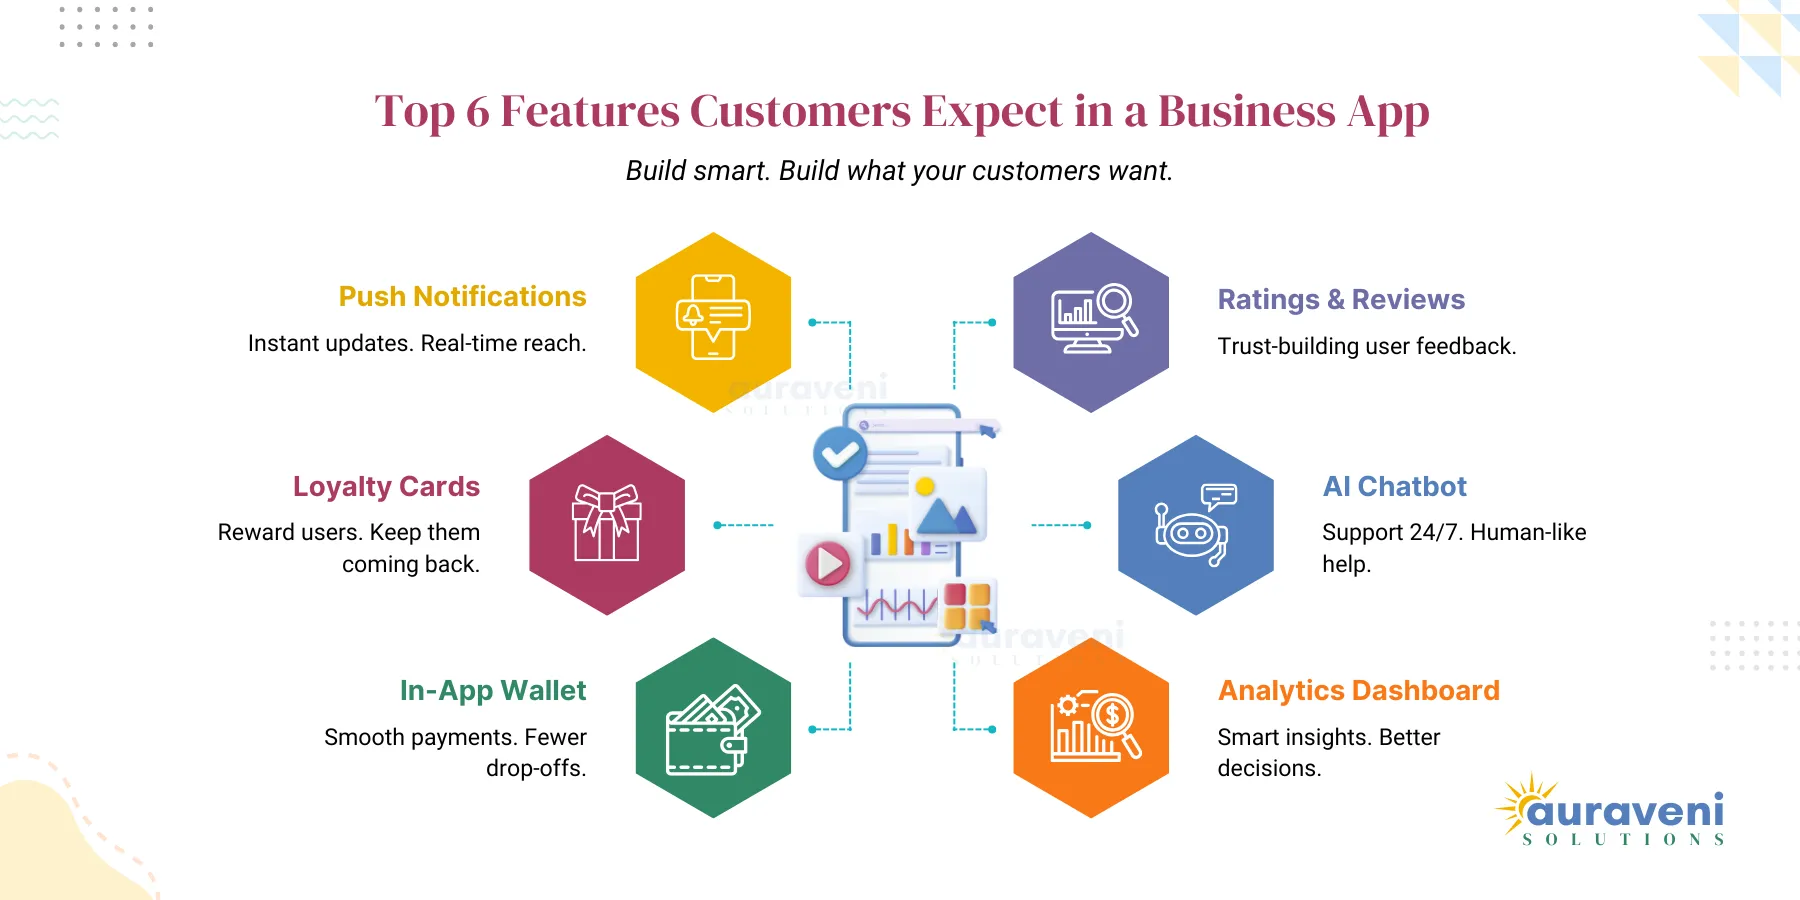 Top 6 Features Customers Expect in a Business App
Build smart. Build what your customers want.
Push Notifications
Instant updates. Real-time reach.
Loyalty Cards
Reward users. Keep them
coming back.
In-App Wallet
Smooth payments. Fewer
drop-offs.
Ratings & Reviews
Trust-building user feedback.
AI Chatbot
Support 24/7. Human-like
help.
Analytics Dashboard
Smart insights. Better
decisions.
auraveni
SOLUTIONS
auraveni
SOLUTIONS
auraveni